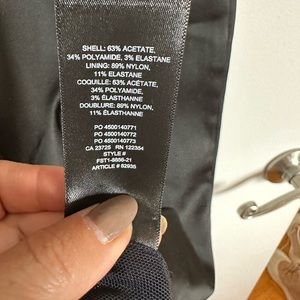 SHELL: 63% ACETATE,
34% POLYAMIDE, 3% ELASTANE
LINING: 89% NYLON,
11% ELASTANE
COQUILLE: 63% ACÉTATE,
34% POLYAMIDE,
3% ÉLASTHANNE
DOUBLURE: 89% NYLON,
11% ÉLASTHANNE
PO 4500140771
PO 4500140772
PO 4500140773
CA 23725 RN 122354
STYLE #
FST1-8856-21
ARTICLE # 62935